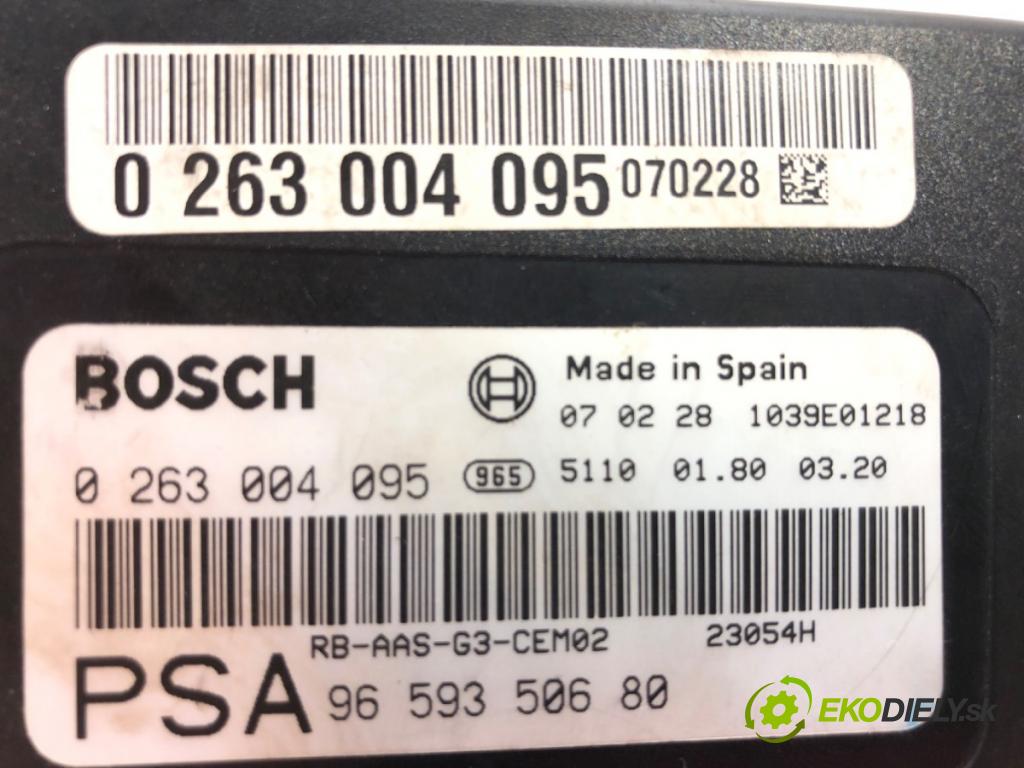 0 263 004 095 070228
BOSCH
Made in Spain
07 02 28 1039E01218
0 263 004 095 965 5110 01.80 03.20
RB-AAS-G3-CEM02 23054H
PSA 96 593 506 80
EKODIELY.sk